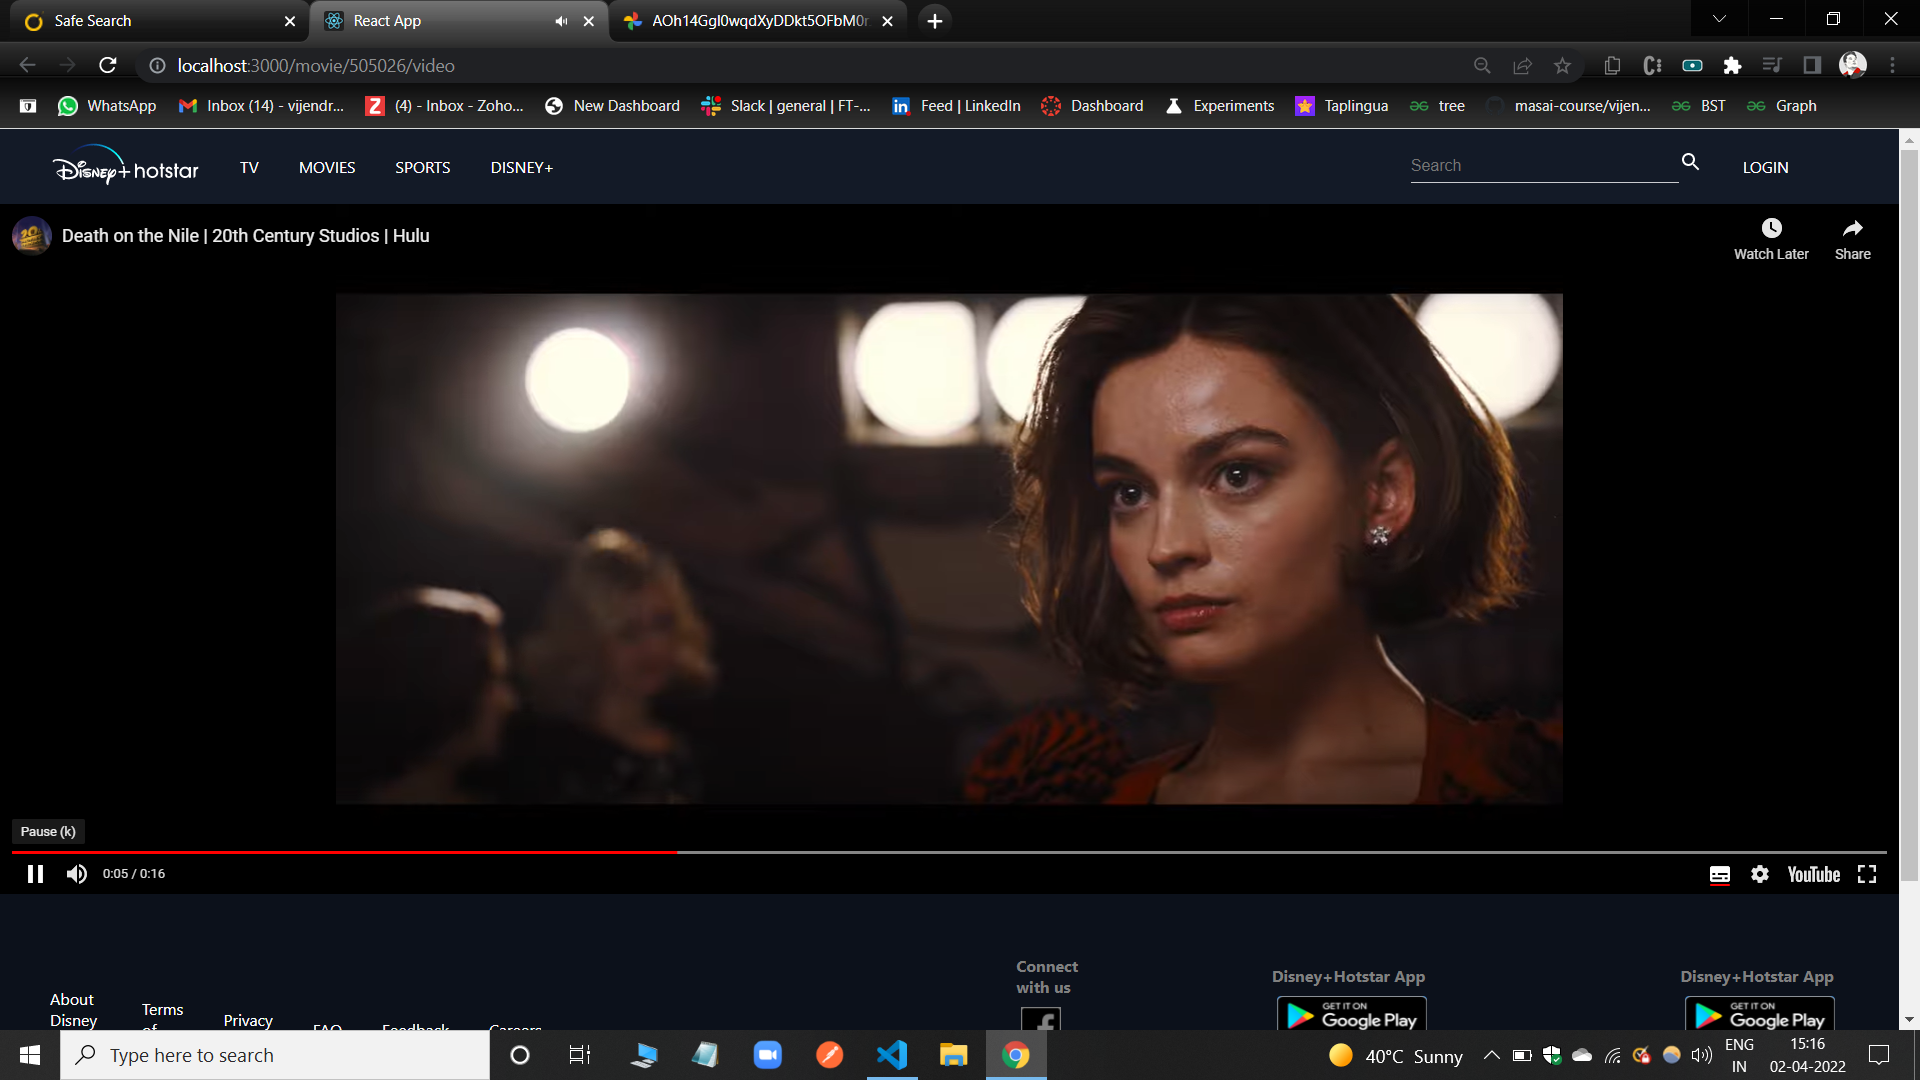 Safe Search
React App
AOh14Ggl0wqdXyDDkt5OFbM0r
localhost:3000/movie/505026/video
WhatsApp
Inbox (14) - vijendr...
(4) - Inbox - Zoho...
New Dashboard
Slack | general | FT-...
Feed | LinkedIn
Dashboard
Experiments
Taplingua
tree
masai-course/vijen...
BST
Graph
Disney+ hotstar
TV
MOVIES
SPORTS
DISNEY+
Search
LOGIN
Death on the Nile | 20th Century Studios | Hulu
Watch Later
Share
Pause (k)
0:05 / 0:16
YouTube
About
Disney
Terms
of
Privacy
FAQ
Feedback
Careers
Connect
with us
Disney+Hotstar App
GET IT ON
Google Play
Disney+Hotstar App
GET IT ON
Google Play
Type here to search
40°C Sunny
ENG
IN
15:16
02-04-2022